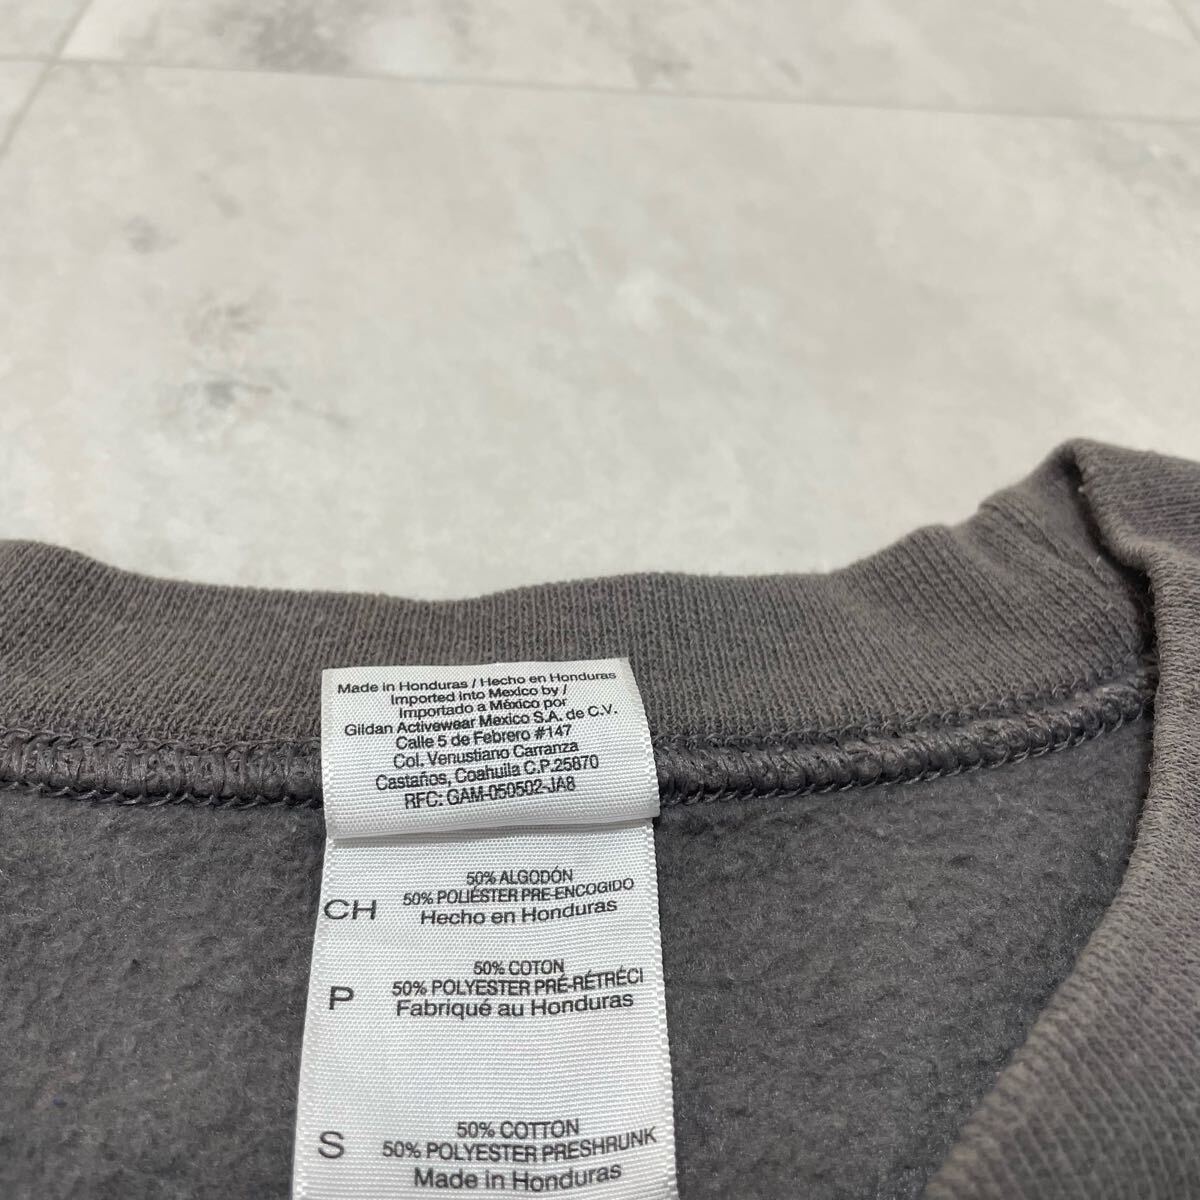 Made in Honduras / Hecho en Honduras
Imported into Mexico by /
Importado a México por
Gildan Activewear Mexico S.A. de C.V.
Calle 5 de Febrero #147
Col. Venustiano Carranza
Castaños, Coahuila C.P.25870
RFC: GAM-050502-JA8
50% ALGODÓN
50% POLIÉSTER PRE-ENCOGIDO
CH
Hecho en Honduras
50% COTON
50% POLYESTER PRÉ-RÉTRÉCI
P
Fabriqué au Honduras
50% COTTON
S
50% POLYESTER PRESHRUNK
Made in Honduras